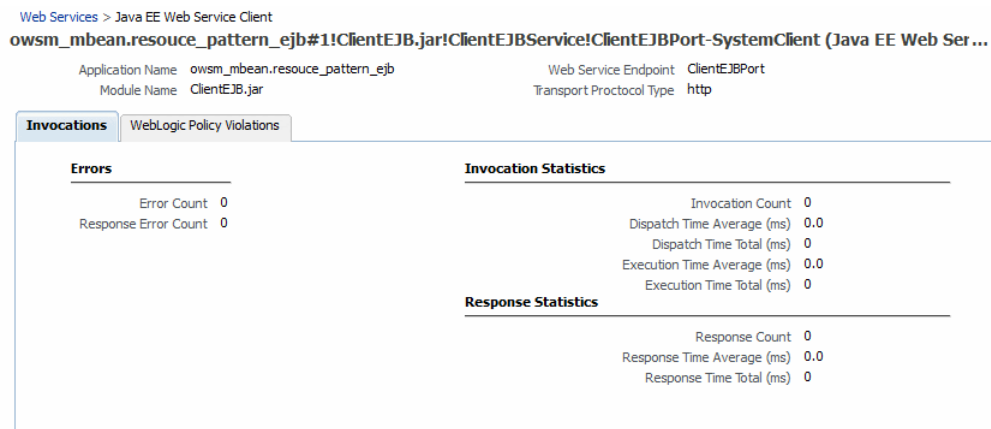 Web Services > Java EE Web Service Client
owsm_mbean.resouce_pattern_ejb#1!ClientEJB.jar!ClientEJBService!ClientEJBPort-SystemClient (Java EE Web Ser...
Application Name owsm_mbean.resouce_pattern_ejb Web Service Endpoint ClientEJBPort
Module Name ClientEJB.jar Transport Proctocol Type http
Invocations WebLogic Policy Violations
Errors Invocation Statistics
Error Count 0 Invocation Count 0
Response Error Count 0 Dispatch Time Average (ms) 0.0
Dispatch Time Total (ms) 0
Execution Time Average (ms) 0.0
Execution Time Total (ms) 0
Response Statistics
Response Count 0
Response Time Average (ms) 0.0
Response Time Total (ms) 0